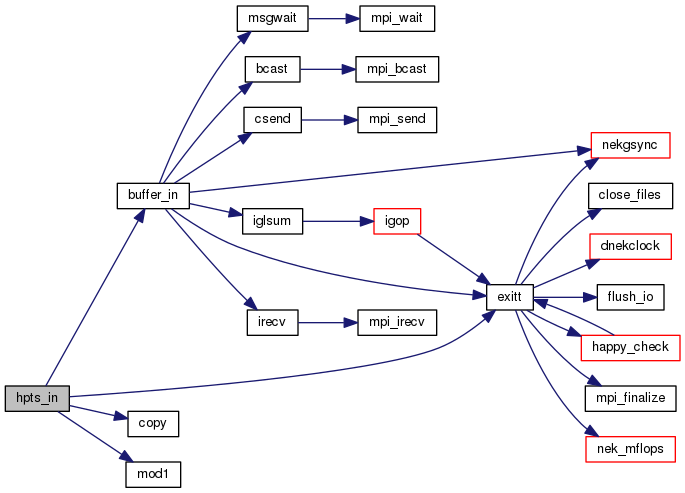 msgwait
mpi_wait
bcast
mpi_bcast
csend
mpi_send
nekgsync
buffer_in
close_files
iglsum
igop
dnekclock
exitt
flush_io
irecv
mpi_irecv
happy_check
hpts_in
mpi_finalize
copy
nek_mflops
mod1